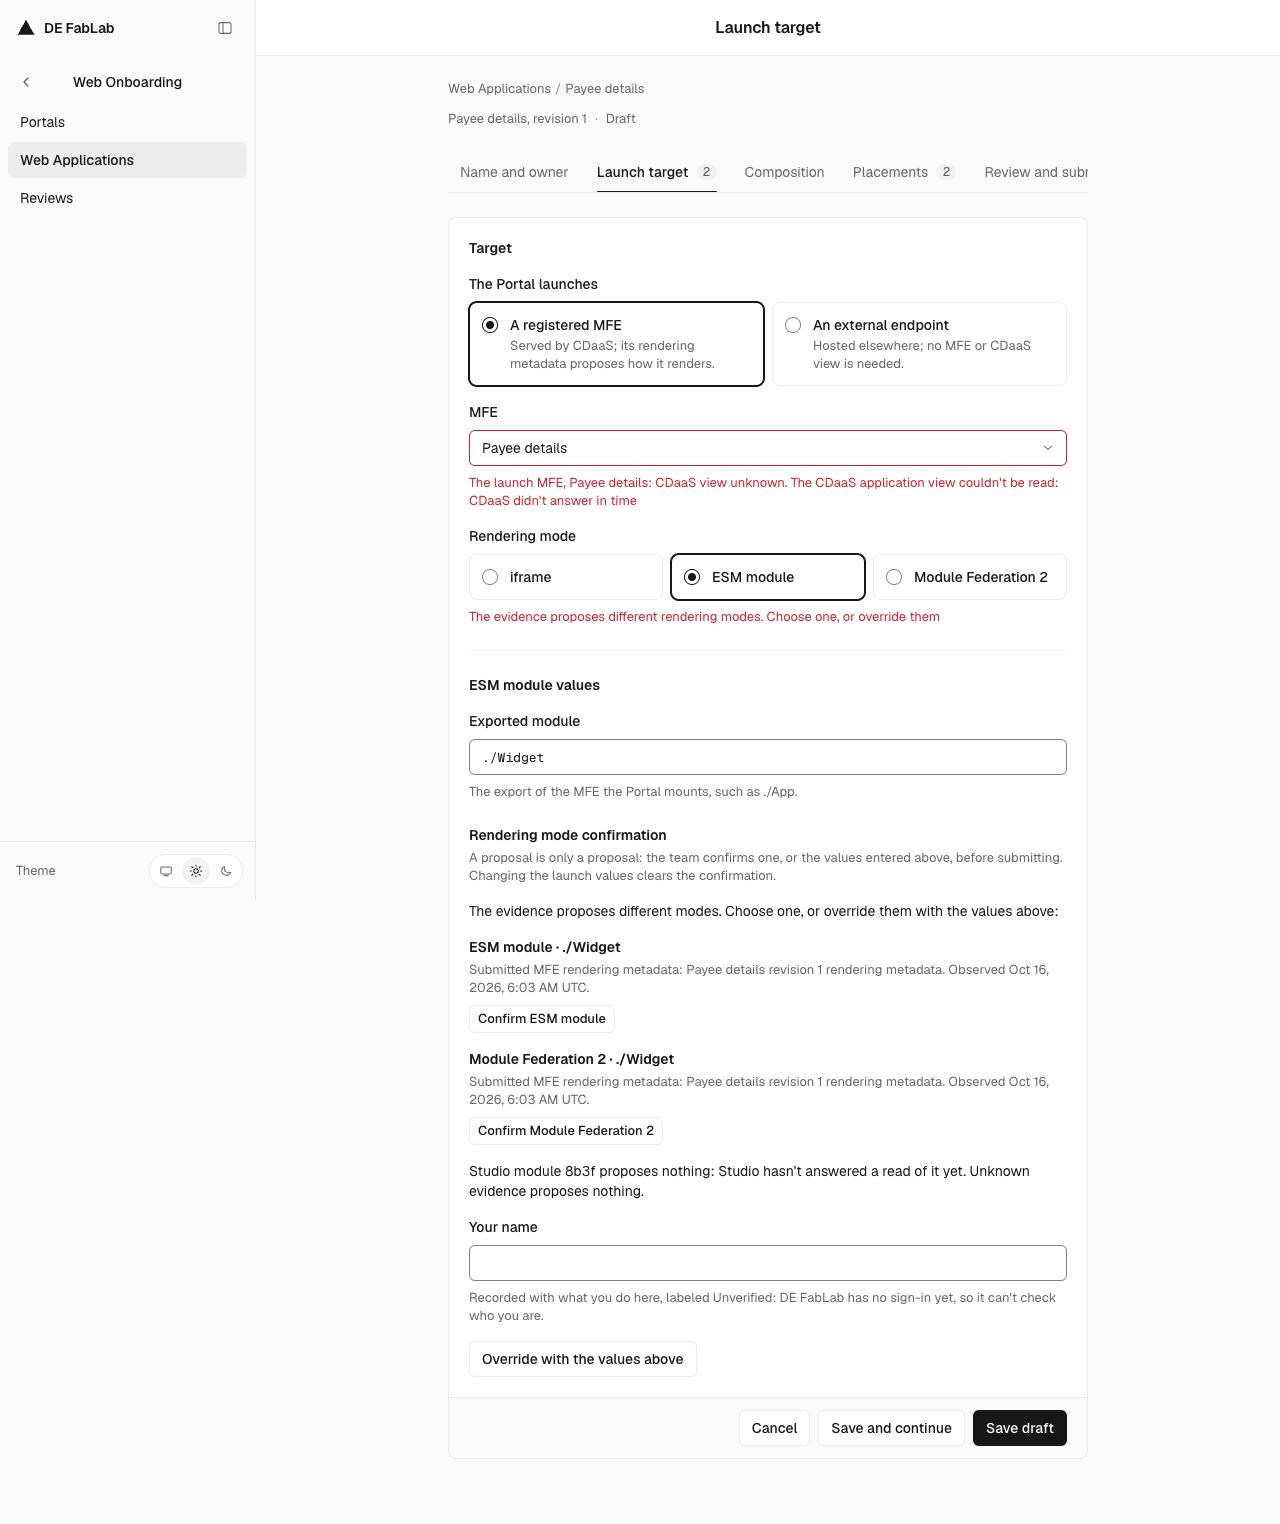 DE FabLab
Launch target
Web Onboarding
Portals
Web Applications
Reviews
Theme
Web Applications / Payee details
Payee details, revision 1 · Draft
Name and owner Launch target 2 Composition Placements 2 Review and subr
Target
The Portal launches
A registered MFE
Served by CDaaS; its rendering
metadata proposes how it renders.
An external endpoint
Hosted elsewhere; no MFE or CDaaS
view is needed.
MFE
Payee details
The launch MFE, Payee details: CDaaS view unknown. The CDaaS application view couldn't be read:
CDaaS didn't answer in time
Rendering mode
iframe
ESM module
Module Federation 2
The evidence proposes different rendering modes. Choose one, or override them
ESM module values
Exported module
./Widget
The export of the MFE the Portal mounts, such as ./App.
Rendering mode confirmation
A proposal is only a proposal: the team confirms one, or the values entered above, before submitting.
Changing the launch values clears the confirmation.
The evidence proposes different modes. Choose one, or override them with the values above:
ESM module · ./Widget
Submitted MFE rendering metadata: Payee details revision 1 rendering metadata. Observed Oct 16,
2026, 6:03 AM UTC.
Confirm ESM module
Module Federation 2 · ./Widget
Submitted MFE rendering metadata: Payee details revision 1 rendering metadata. Observed Oct 16,
2026, 6:03 AM UTC.
Confirm Module Federation 2
Studio module 8b3f proposes nothing: Studio hasn't answered a read of it yet. Unknown
evidence proposes nothing.
Your name
Recorded with what you do here, labeled Unverified: DE FabLab has no sign-in yet, so it can't check
who you are.
Override with the values above
Cancel
Save and continue
Save draft